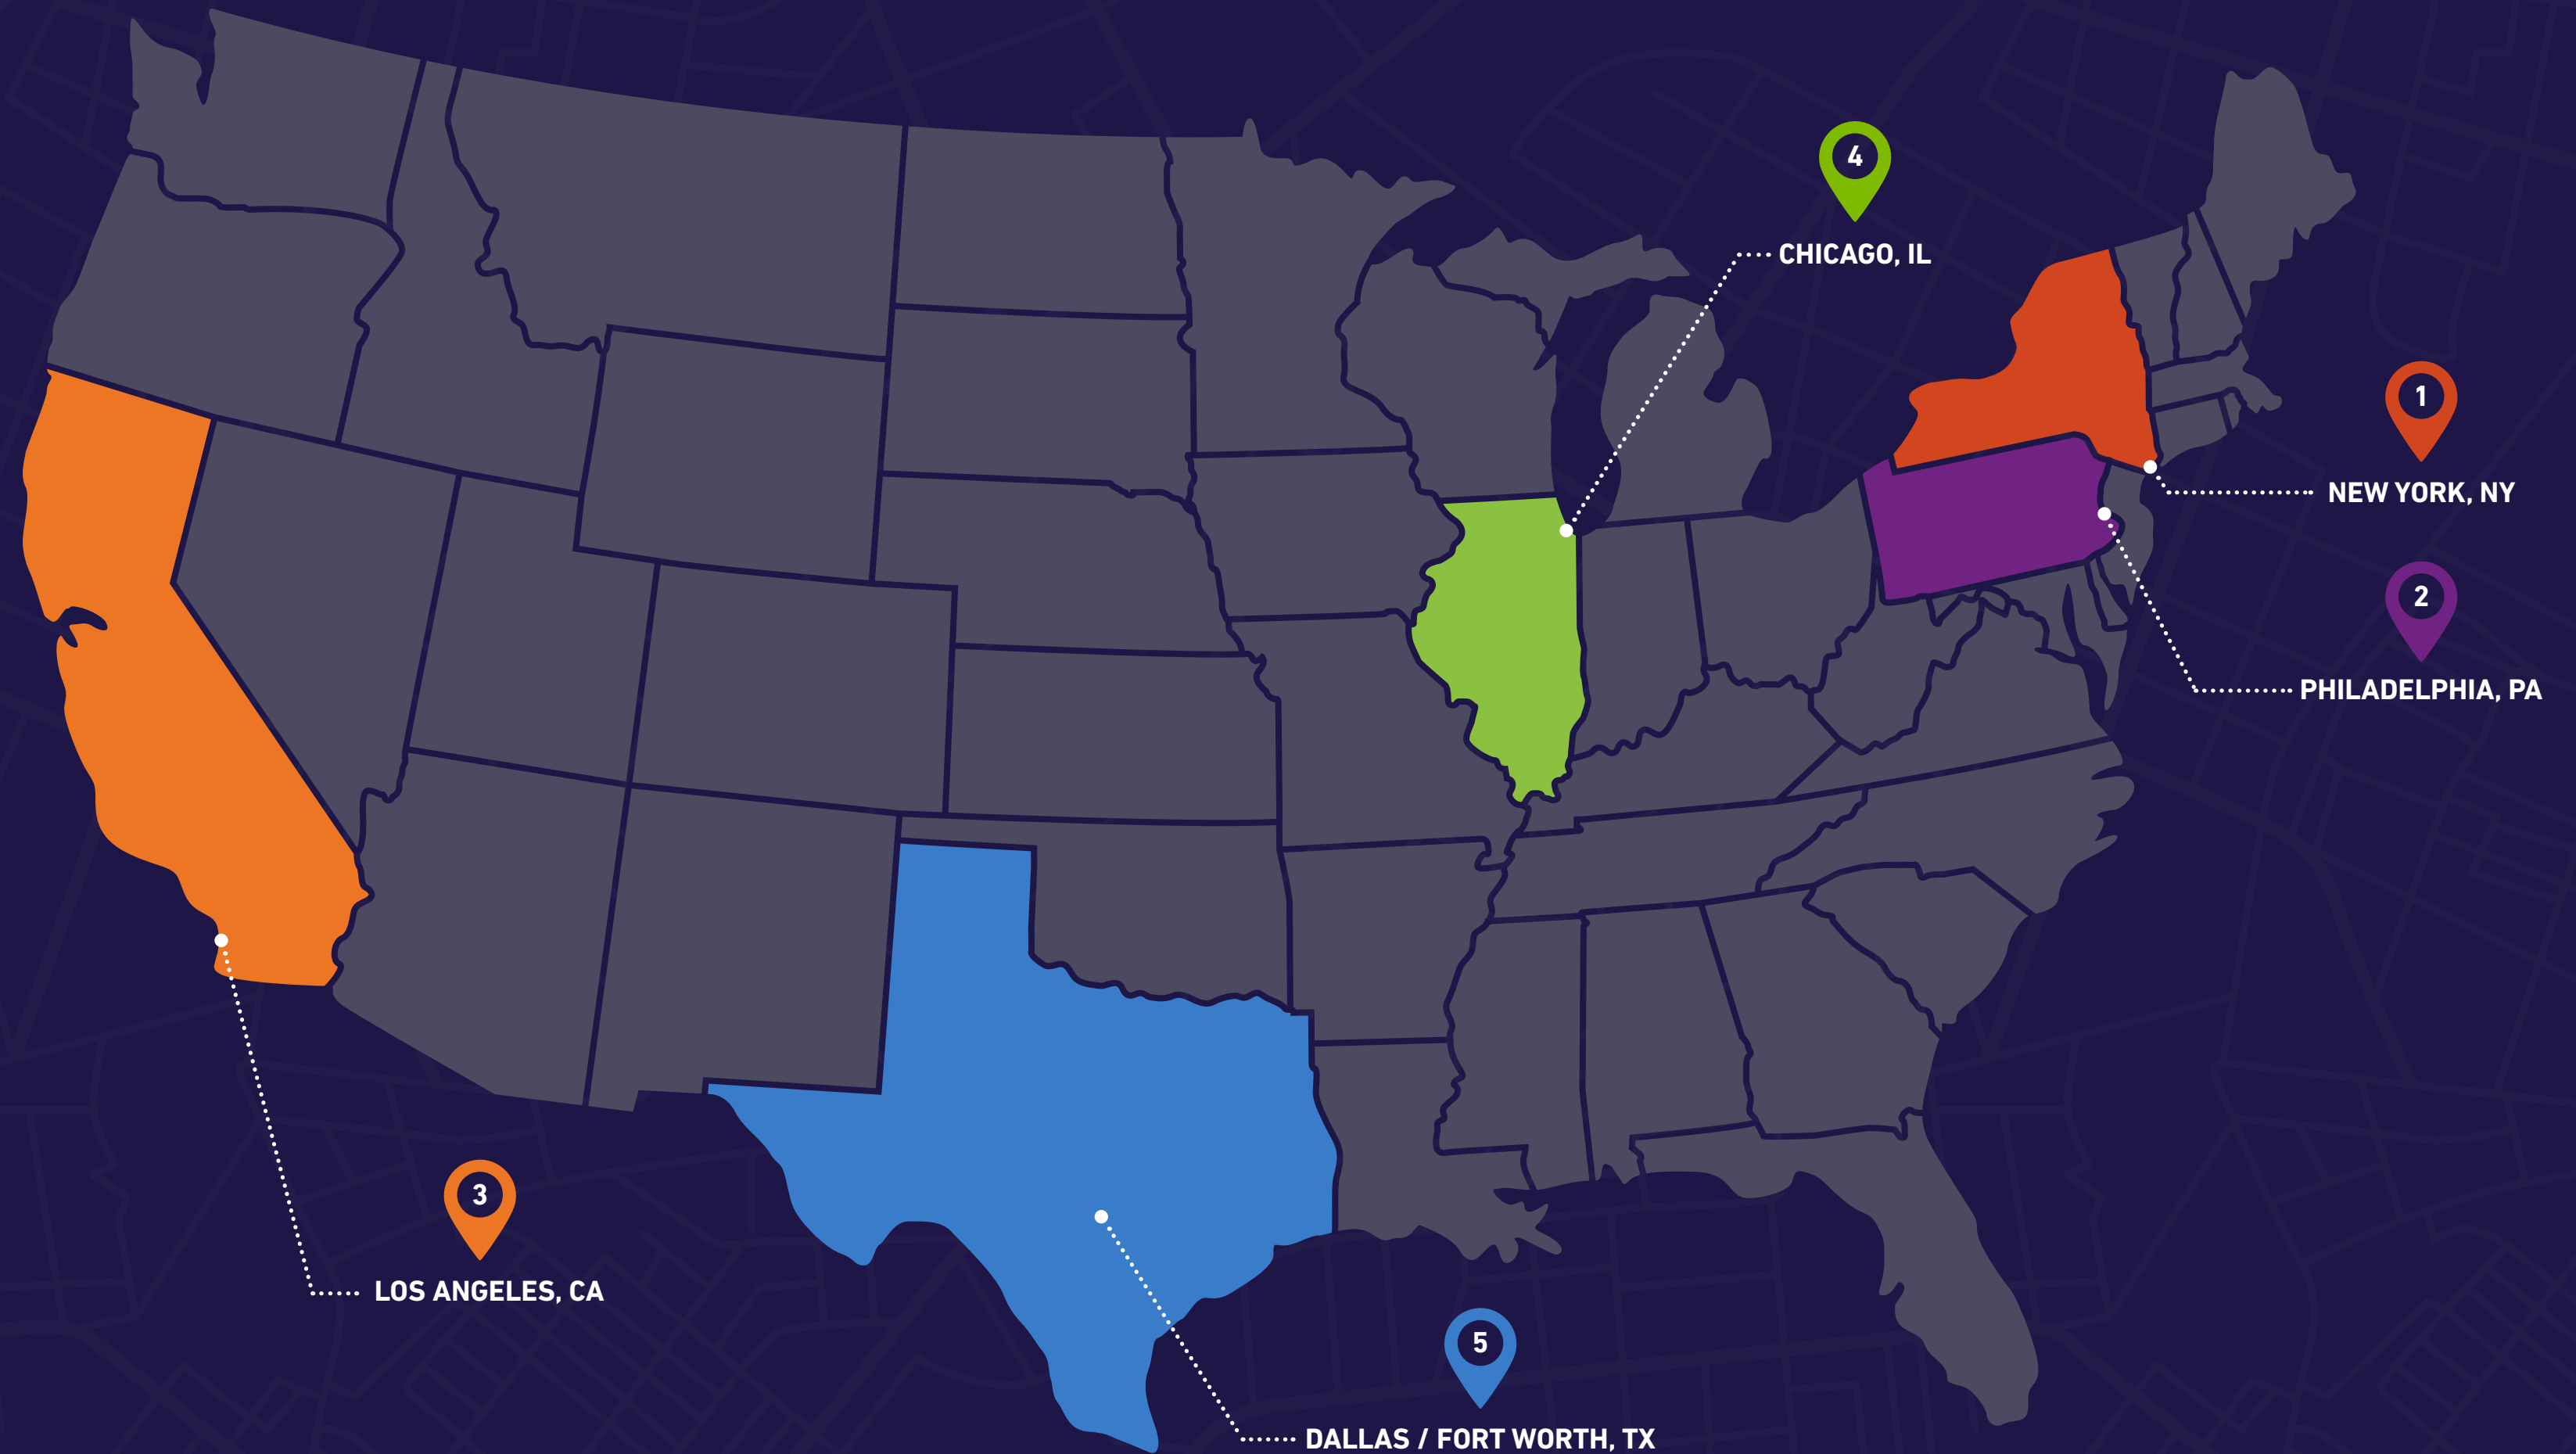 4
CHICAGO, IL
1
NEW YORK, NY
2
PHILADELPHIA, PA
3
LOS ANGELES, CA
5
DALLAS / FORT WORTH, TX